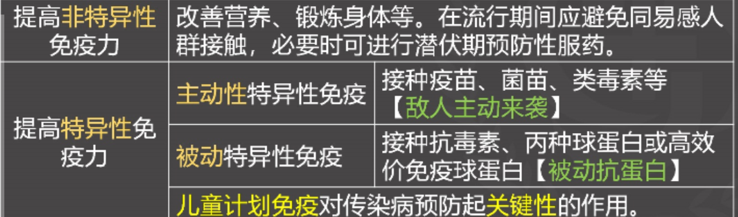 提高非特异性
免疫力
改善营养、锻炼身体等。在流行期间应避免同易感人
群接触，必要时可进行潜伏期预防性服药。
提高特异性免
疫力
主动性特异性免疫
接种疫苗、菌苗、类毒素等
【敌人主动来袭】
被动特异性免疫
接种抗毒素、丙种球蛋白或高效
价免疫球蛋白【被动抗蛋白】
儿童计划免疫对传染病预防起关键性的作用。